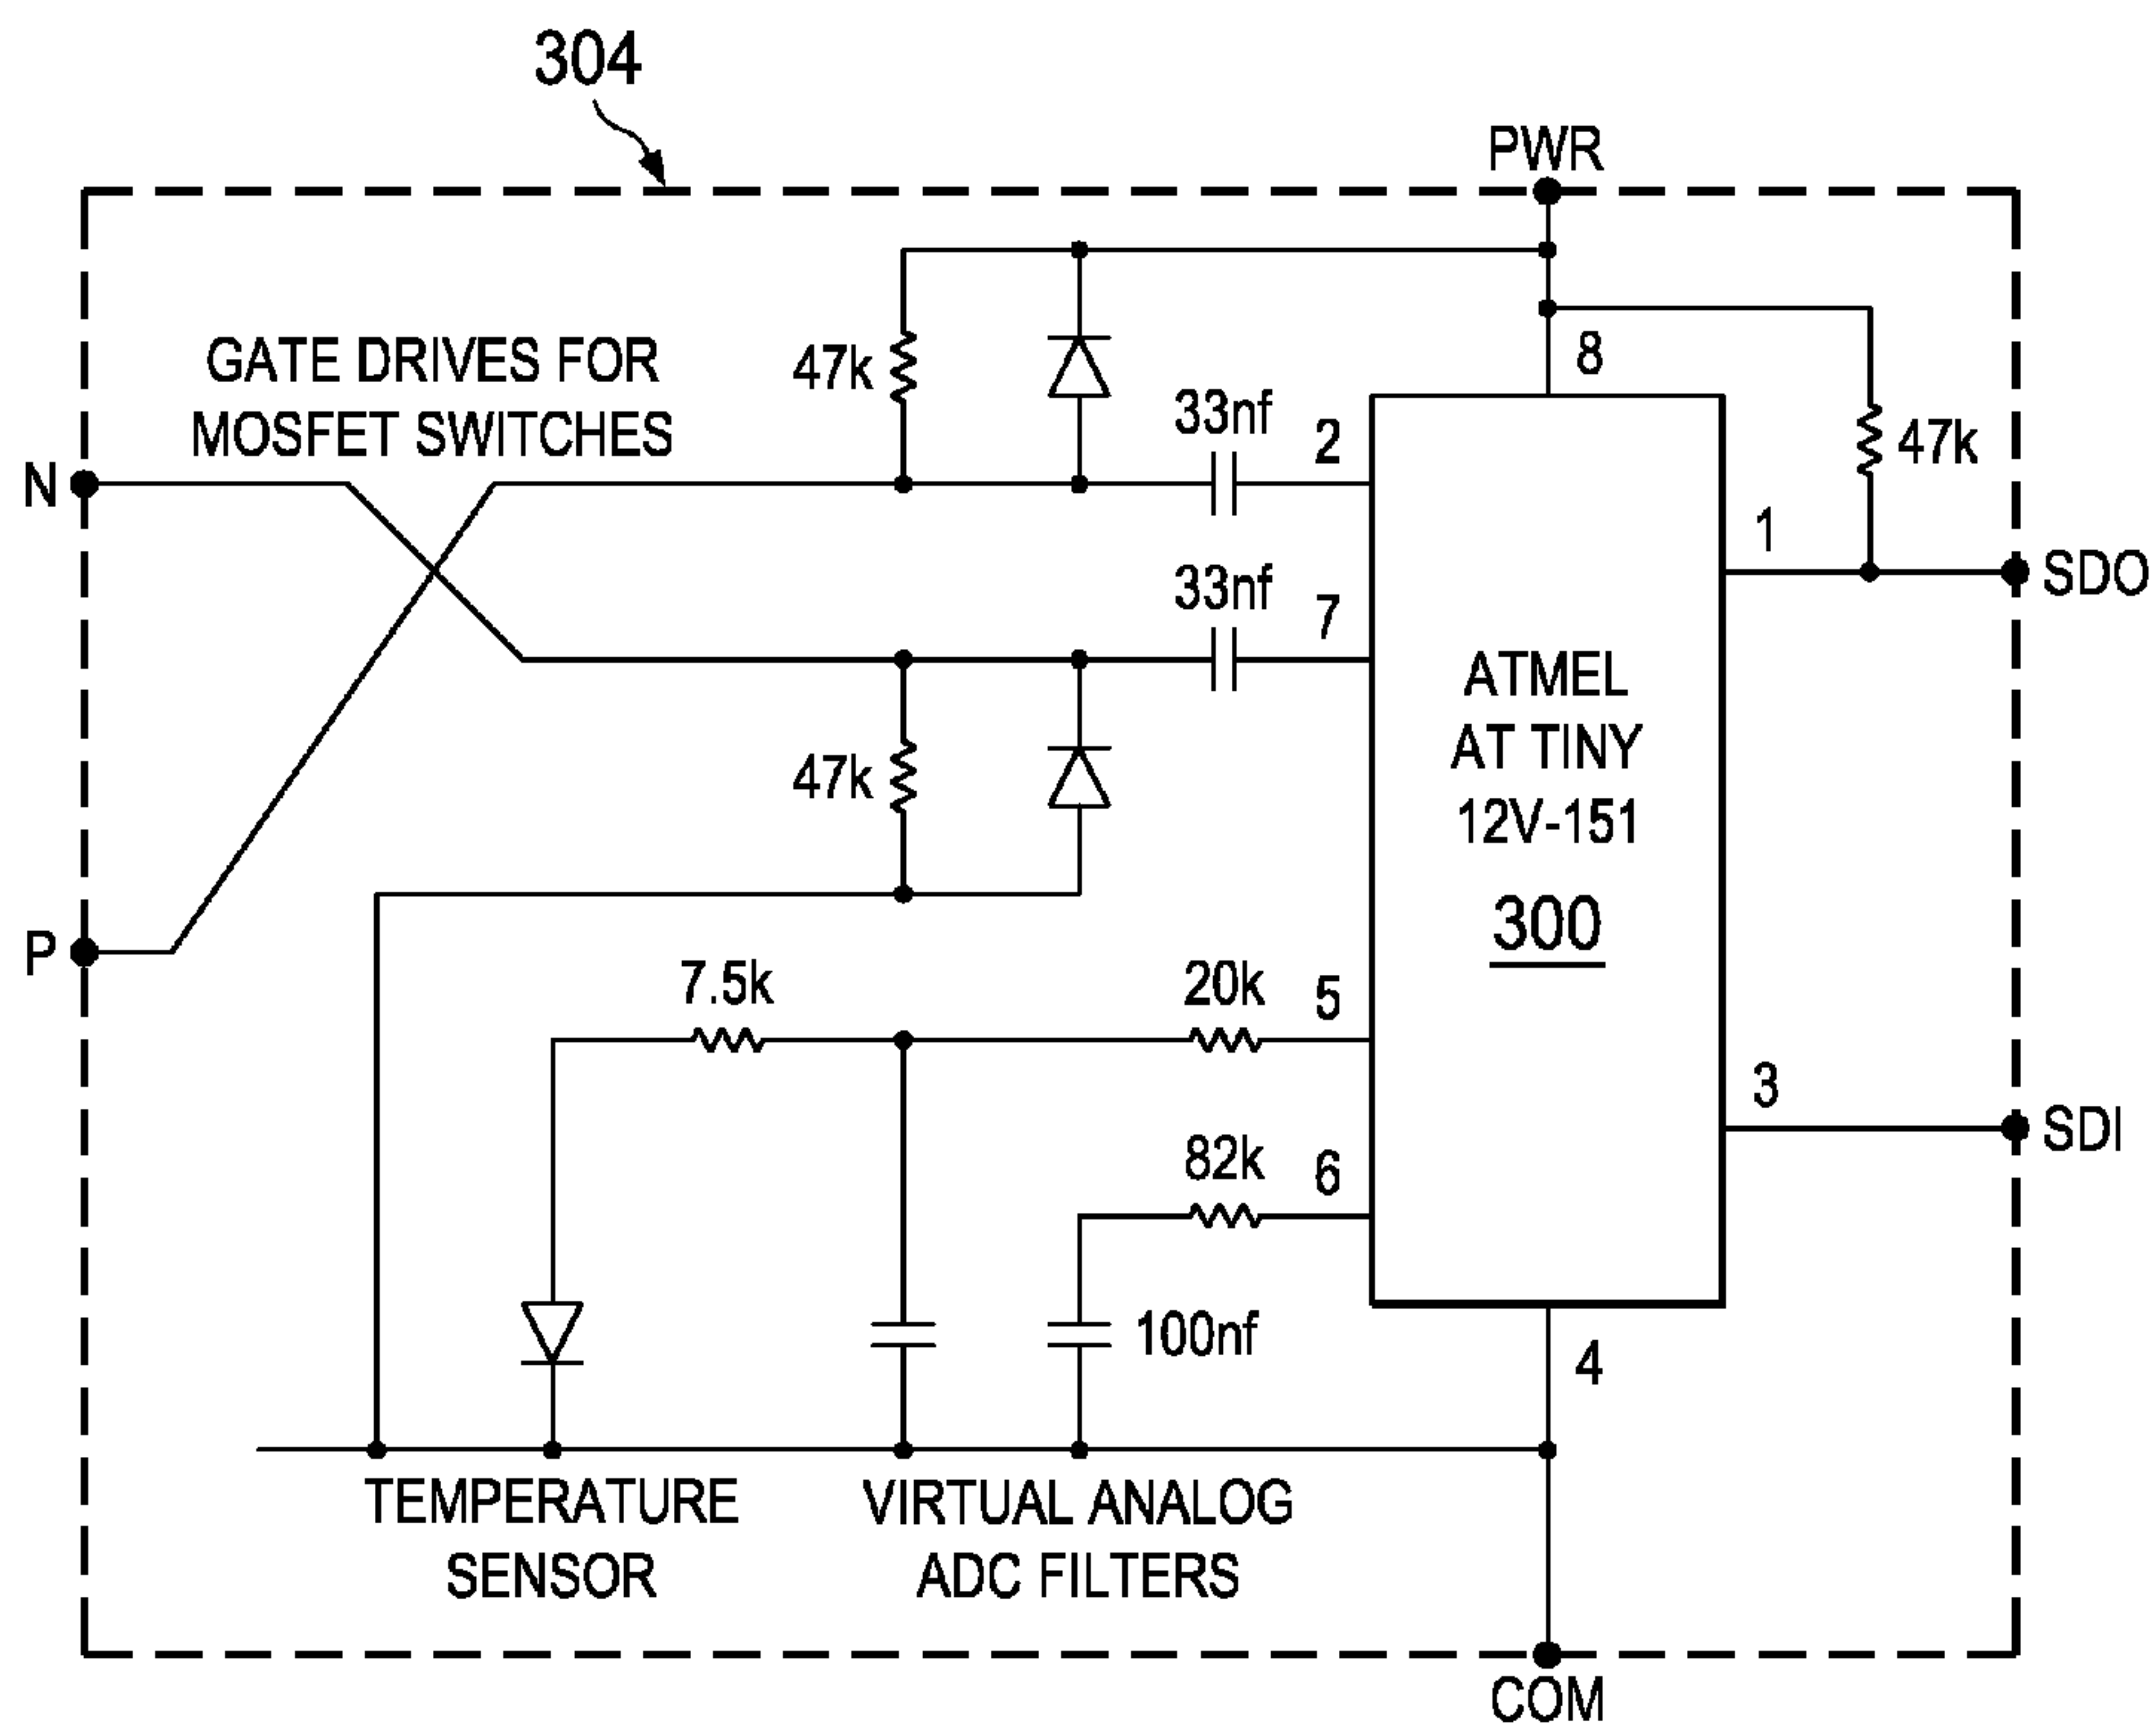 304
PWR
GATE DRIVES FOR
MOSFET SWITCHES
47k
33nf
2
8
47k
N
1
SDO
33nf
7
47k
ATMEL
AT TINY
12V-151
300
P
7.5k
20k
5
3
SDI
82k
6
100nf
4
TEMPERATURE
SENSOR
VIRTUAL ANALOG
ADC FILTERS
COM